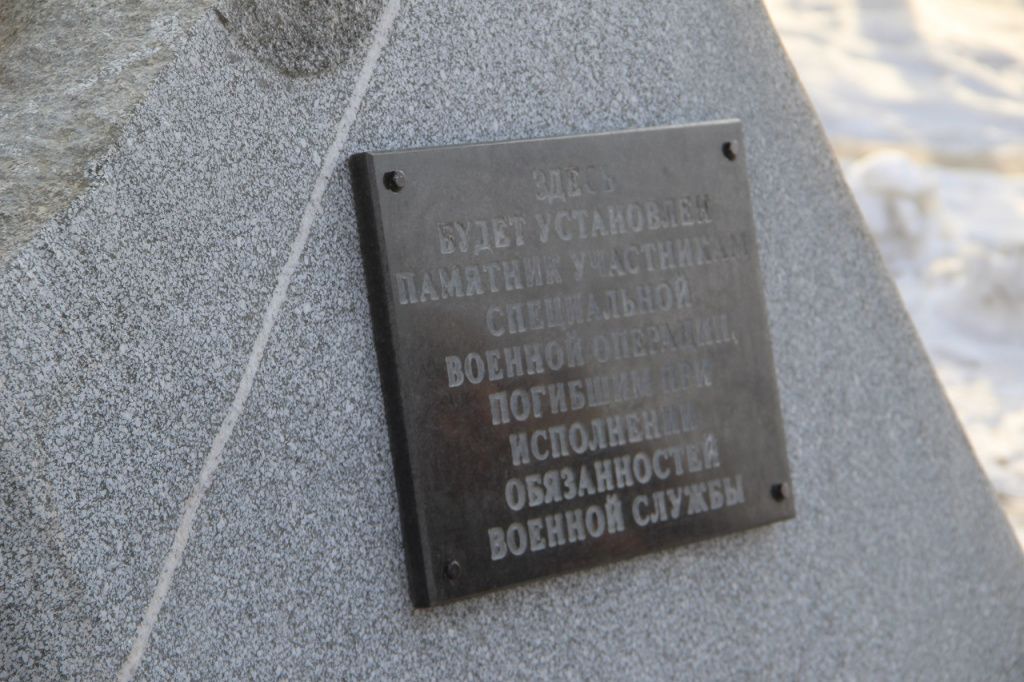 ЗДЕСЬ
БУДЕТ УСТАНОВЛЕН
ПАМЯТНИК УЧАСТНИКАМ
СПЕЦИАЛЬНОЙ
ВОЕННОЙ ОПЕРАЦИИ,
ПОГИБШИМ ПРИ
ИСПОЛНЕНИИ
ОБЯЗАННОСТЕЙ
ВОЕННОЙ СЛУЖБЫ